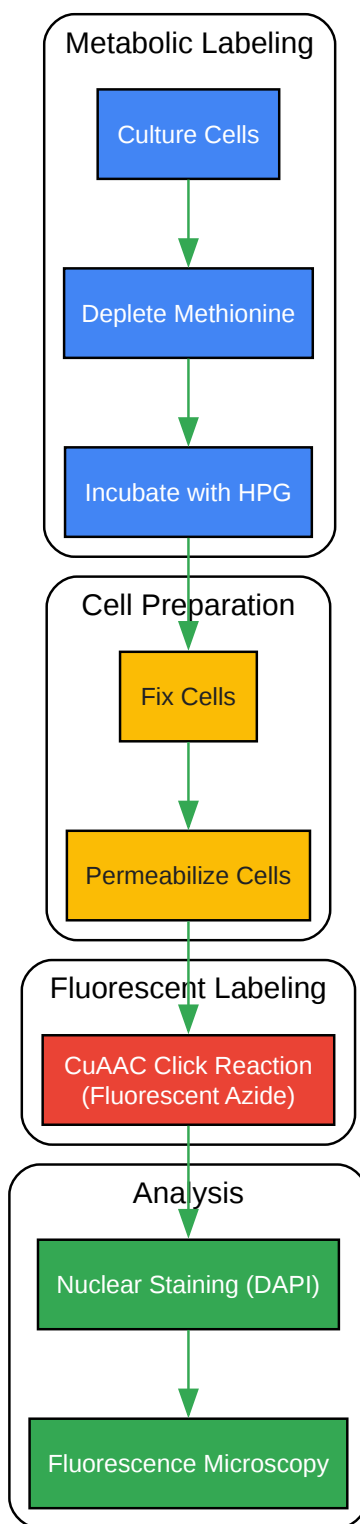 Metabolic Labeling
Culture Cells
Deplete Methionine
Incubate with HPG
Cell Preparation
Fix Cells
Permeabilize Cells
Fluorescent Labeling
CuAAC Click Reaction
(Fluorescent Azide)
Analysis
Nuclear Staining (DAPI)
Fluorescence Microscopy